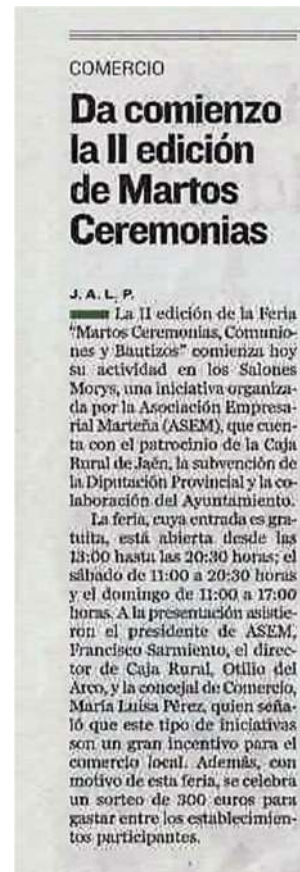 COMERCIO
Da comienzo
la II edición
de Martos
Ceremonias
J. A. L. P.
La II edición de la Feria
"Martos Ceremonias, Comunio-
nes y Bautizos" comienza hoy
su actividad en los Salones
Morys, una iniciativa organiza-
da por la Asociación Empresa-
rial Marteña (ASEM), que cuen-
ta con el patrocinio de la Caja
Rural de Jaén, la subvención de
la Diputación Provincial y la co-
laboración del Ayuntamiento.
La feria, cuya entrada es gra-
tuita, está abierta desde las
18:00 hasta las 20:30 horas; el
sábado de 11:00 a 20:30 horas
y el domingo de 11:00 a 17:00
horas. A la presentación asistie-
ron el presidente de ASEM,
Francisco Sarmiento, el direc-
tor de Caja Rural, Otilio del
Arco, y la concejal de Comercio,
María Luisa Pérez, quien seña-
ló que este tipo de iniciativas
son un gran incentivo para el
comercio local. Además, con
motivo de esta feria, se celebra
un sorteo de 300 euros para
gastar entre los establecimien-
tos participantes.